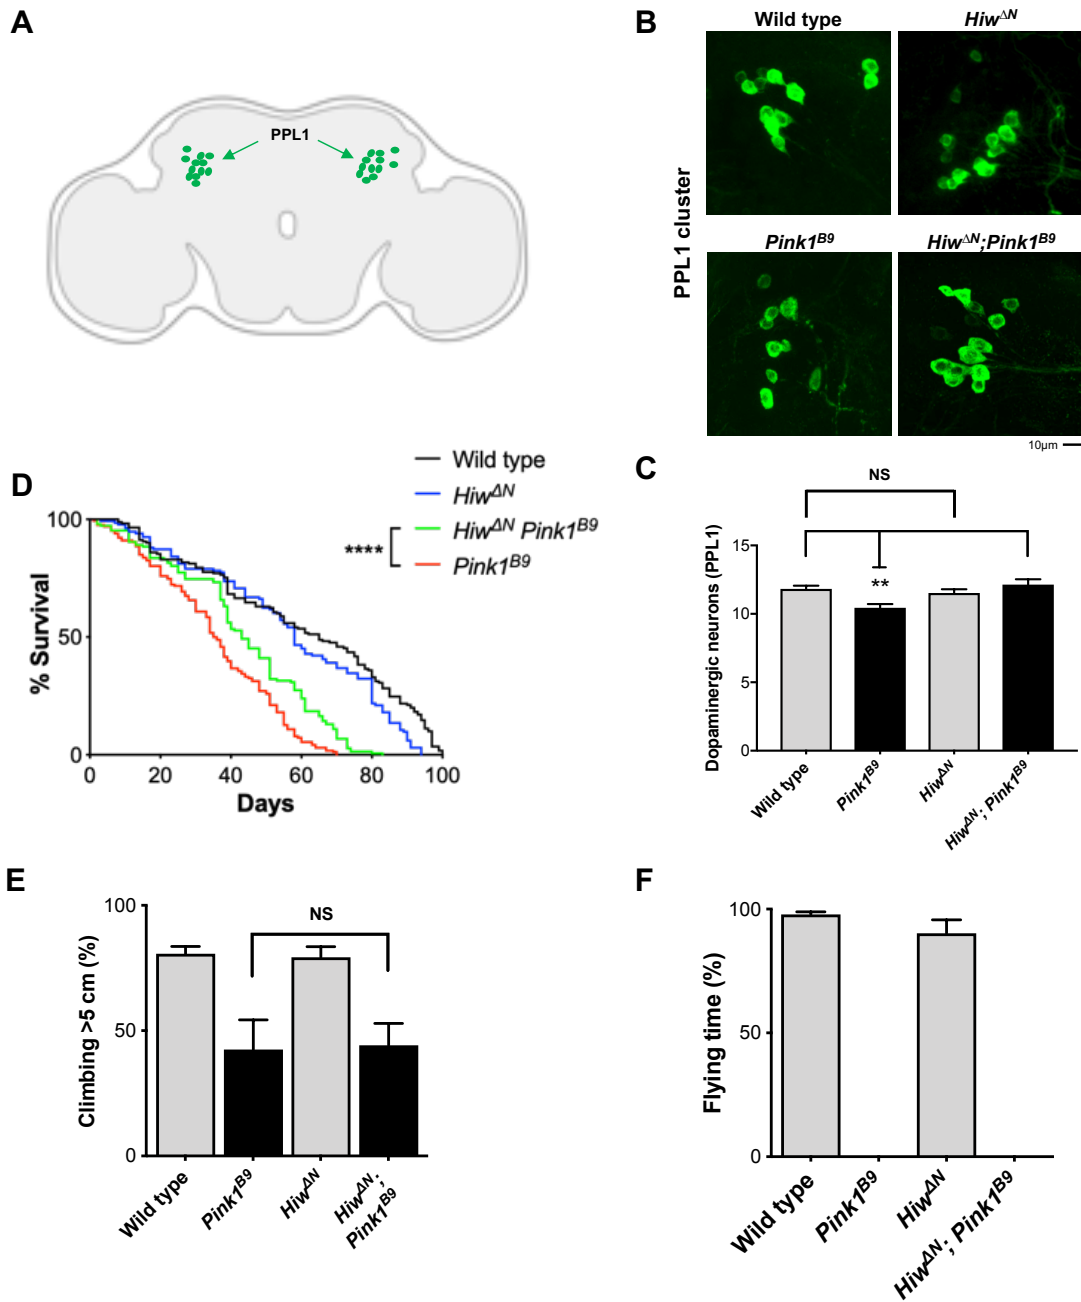 A
PPL1
B
Wild type
Hiw^ΔN
PPL1 cluster
Pink1^B9
Hiw^ΔN;Pink1^B9
10μm
C
NS
**
Dopaminergic neurons (PPL1)
15
10
5
0
Wild type
Pink1^B9
Hiw^ΔN
Hiw^ΔN; Pink1^B9
D
Wild type
Hiw^ΔN
Hiw^ΔN Pink1^B9
Pink1^B9
****
% Survival
100
50
0
0 20 40 60 80 100
Days
E
Climbing >5 cm (%)
100
50
0
NS
Wild type
Pink1^B9
Hiw^ΔN
Hiw^ΔN;
Pink1^B9
F
Flying time (%)
100
50
0
Wild type
Pink1^B9
Hiw^ΔN
Hiw^ΔN; Pink1^B9